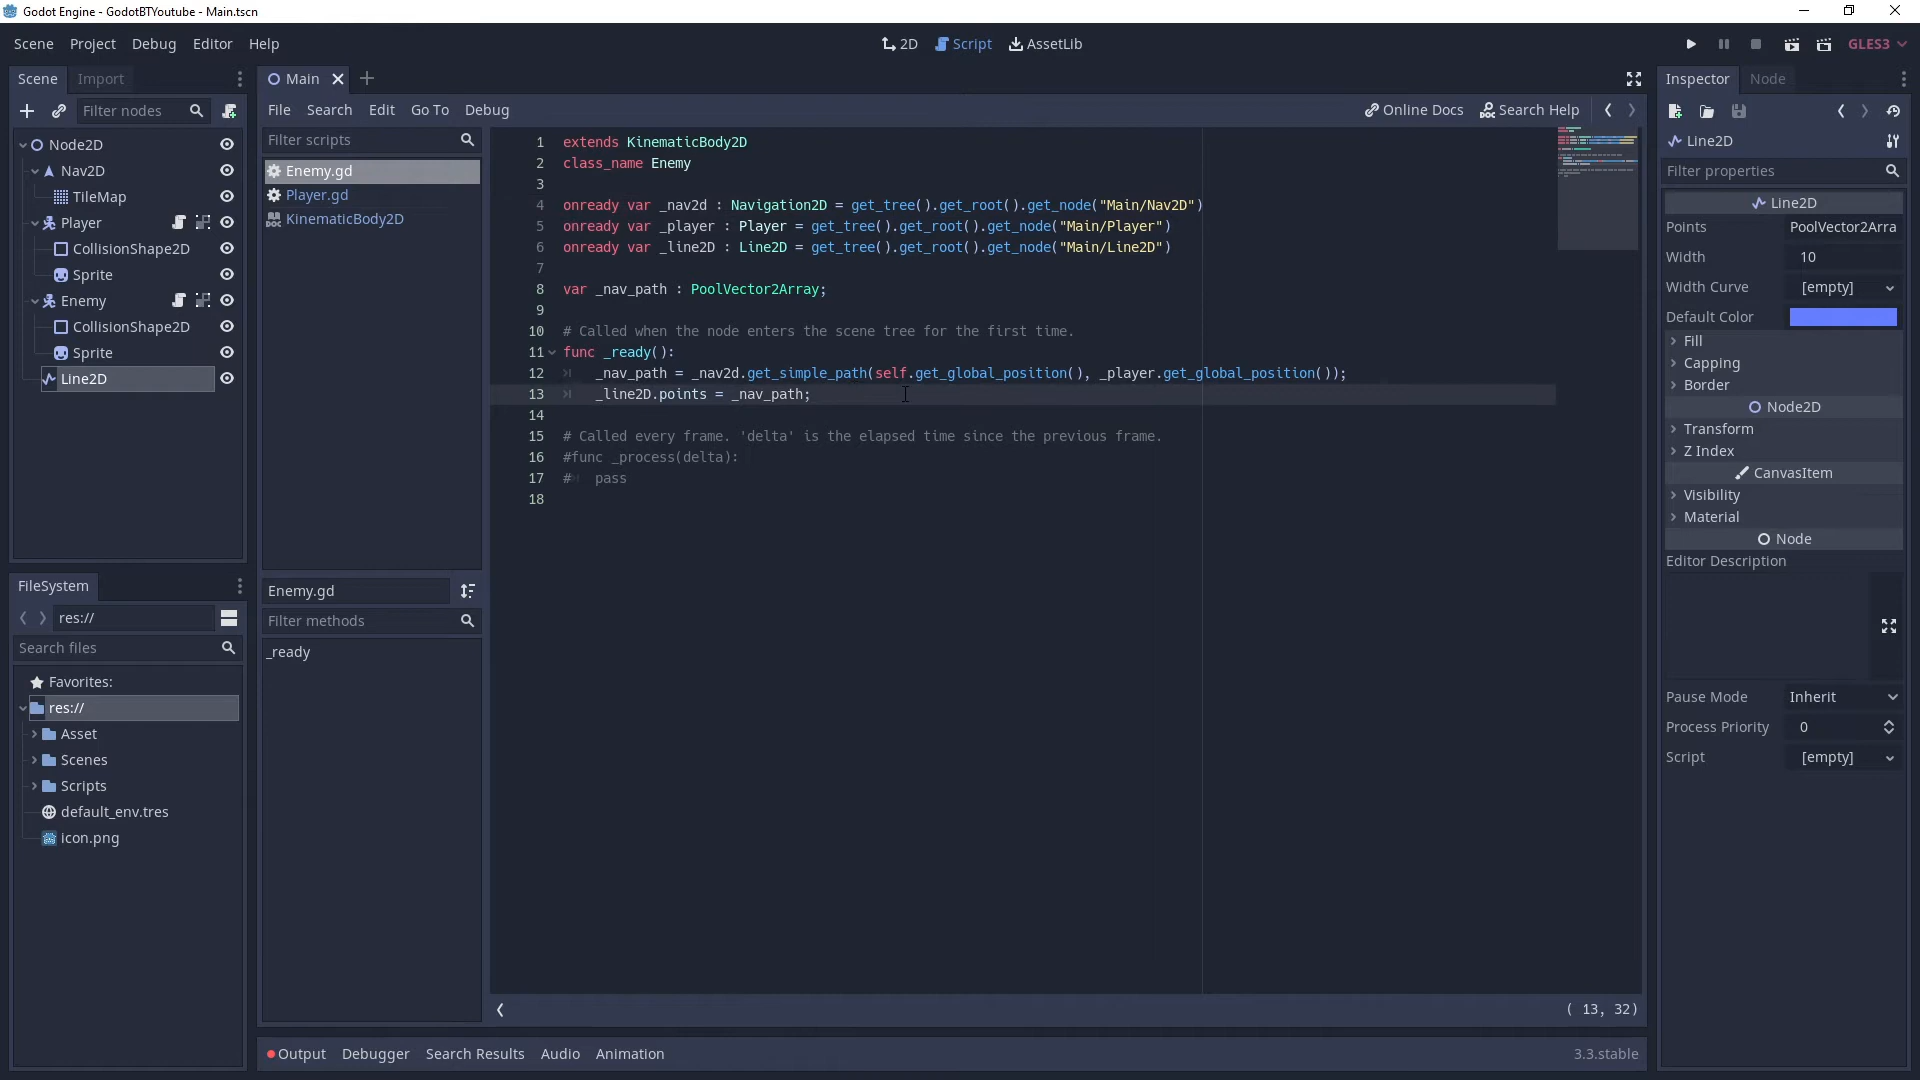 Godot Engine - GodotBTYoutube - Main.tscn
Scene Project Debug Editor Help
2D Script AssetLib
GLES3
Scene Import
Filter nodes
Node2D
Nav2D
TileMap
Player
CollisionShape2D
Sprite
Enemy
CollisionShape2D
Sprite
Line2D
FileSystem
res://
Search files
Favorites:
res://
Asset
Scenes
Scripts
default_env.tres
icon.png
Main
File Search Edit Go To Debug
Online Docs Search Help
Filter scripts
Enemy.gd
Player.gd
KinematicBody2D
Enemy.gd
Filter methods
_ready
1 extends KinematicBody2D
2 class_name Enemy
3
4 onready var _nav2d : Navigation2D = get_tree().get_root().get_node("Main/Nav2D")
5 onready var _player : Player = get_tree().get_root().get_node("Main/Player")
6 onready var _line2D : Line2D = get_tree().get_root().get_node("Main/Line2D")
7
8 var _nav_path : PoolVector2Array;
9
10 # Called when the node enters the scene tree for the first time.
11 func _ready():
12 _nav_path = _nav2d.get_simple_path(self.get_global_position(), _player.get_global_position());
13 _line2D.points = _nav_path;
14
15 # Called every frame. 'delta' is the elapsed time since the previous frame.
16 #func _process(delta):
17 # pass
18
( 13, 32)
Output Debugger Search Results Audio Animation
3.3.stable
Inspector Node
Line2D
Filter properties
Line2D
Points PoolVector2Arra
Width 10
Width Curve [empty]
Default Color
Fill
Capping
Border
Node2D
Transform
Z Index
CanvasItem
Visibility
Material
Node
Editor Description
Pause Mode Inherit
Process Priority 0
Script [empty]